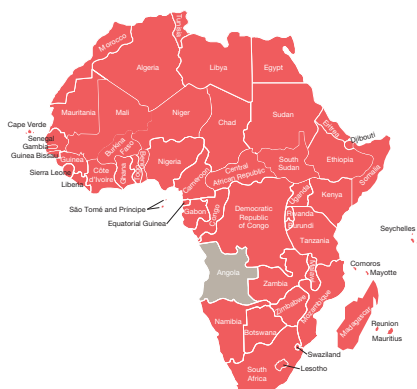 Tunisia
Morocco
Algeria
Libya
Egypt
Mauritania
Mali
Niger
Chad
Sudan
Eritrea
Cape Verde
Senegal
Gambia
Guinea Bissau
Guinea
Sierra Leone
Liberia
Côte
d'Ivoire
Burkina
Faso
Ghana
Togo
Benin
Nigeria
Cameroon
Central
African Republic
South
Sudan
Ethiopia
Djibouti
Somalia
São Tomé and Principe
Equatorial Guinea
Gabon
Congo
Democratic
Republic
of Congo
Uganda
Kenya
Rwanda
Burundi
Tanzania
Seychelles
Comoros
Mayotte
Angola
Zambia
Malawi
Mozambique
Zimbabwe
Madagascar
Reunion
Mauritius
Namibia
Botswana
Swaziland
Lesotho
South
Africa